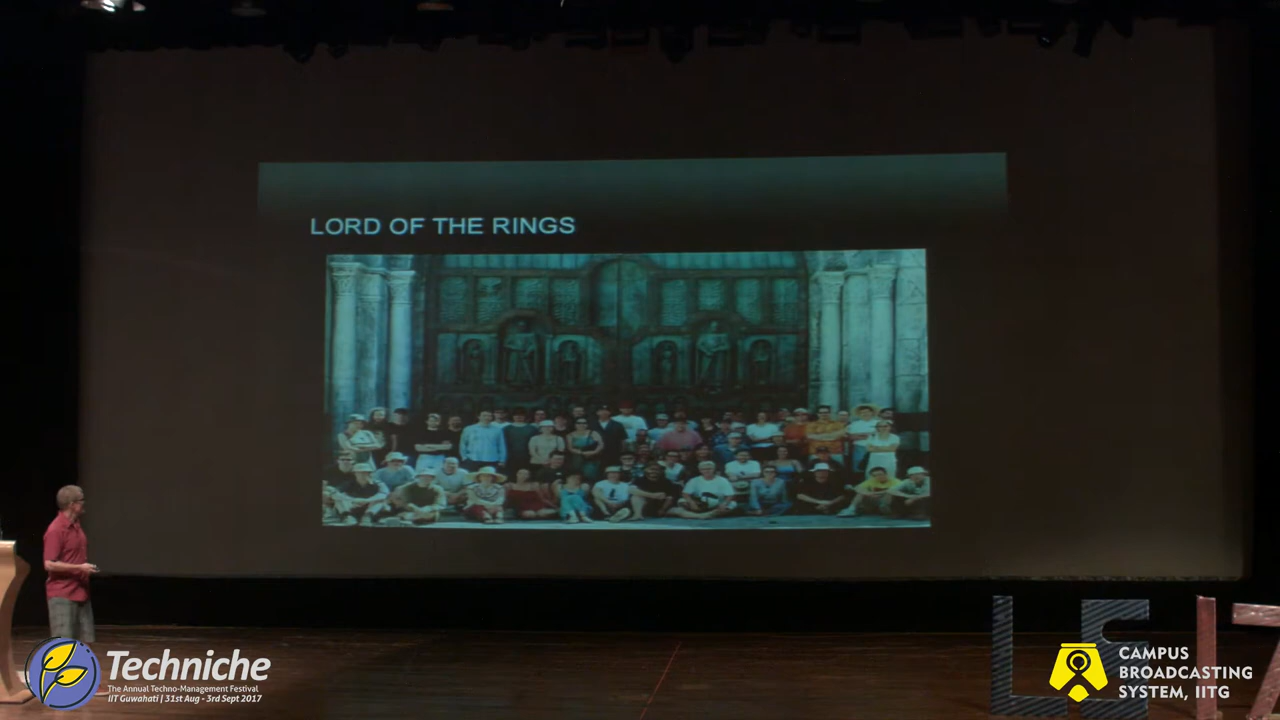 LORD OF THE RINGS
Techniche
The Annual Techno-Management Festival
IIT Guwahati | 31st Aug - 3rd Sept 2017
CAMPUS
BROADCASTING
SYSTEM, IITG